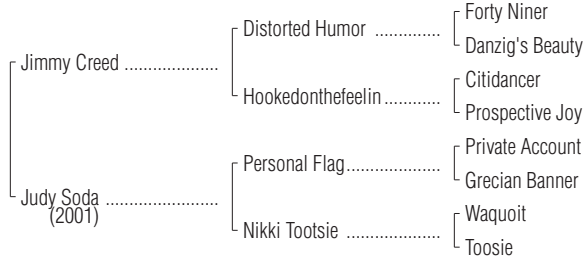 Forty Niner
Distorted Humor ................
Danzig's Beauty
Jimmy Creed ....................
Citidancer
Hookedonthefeelin ............
Prospective Joy
Private Account
Personal Flag....................
Grecian Banner
Judy Soda ........................
(2001)
Waquoit
Nikki Tootsie ....................
Toosie